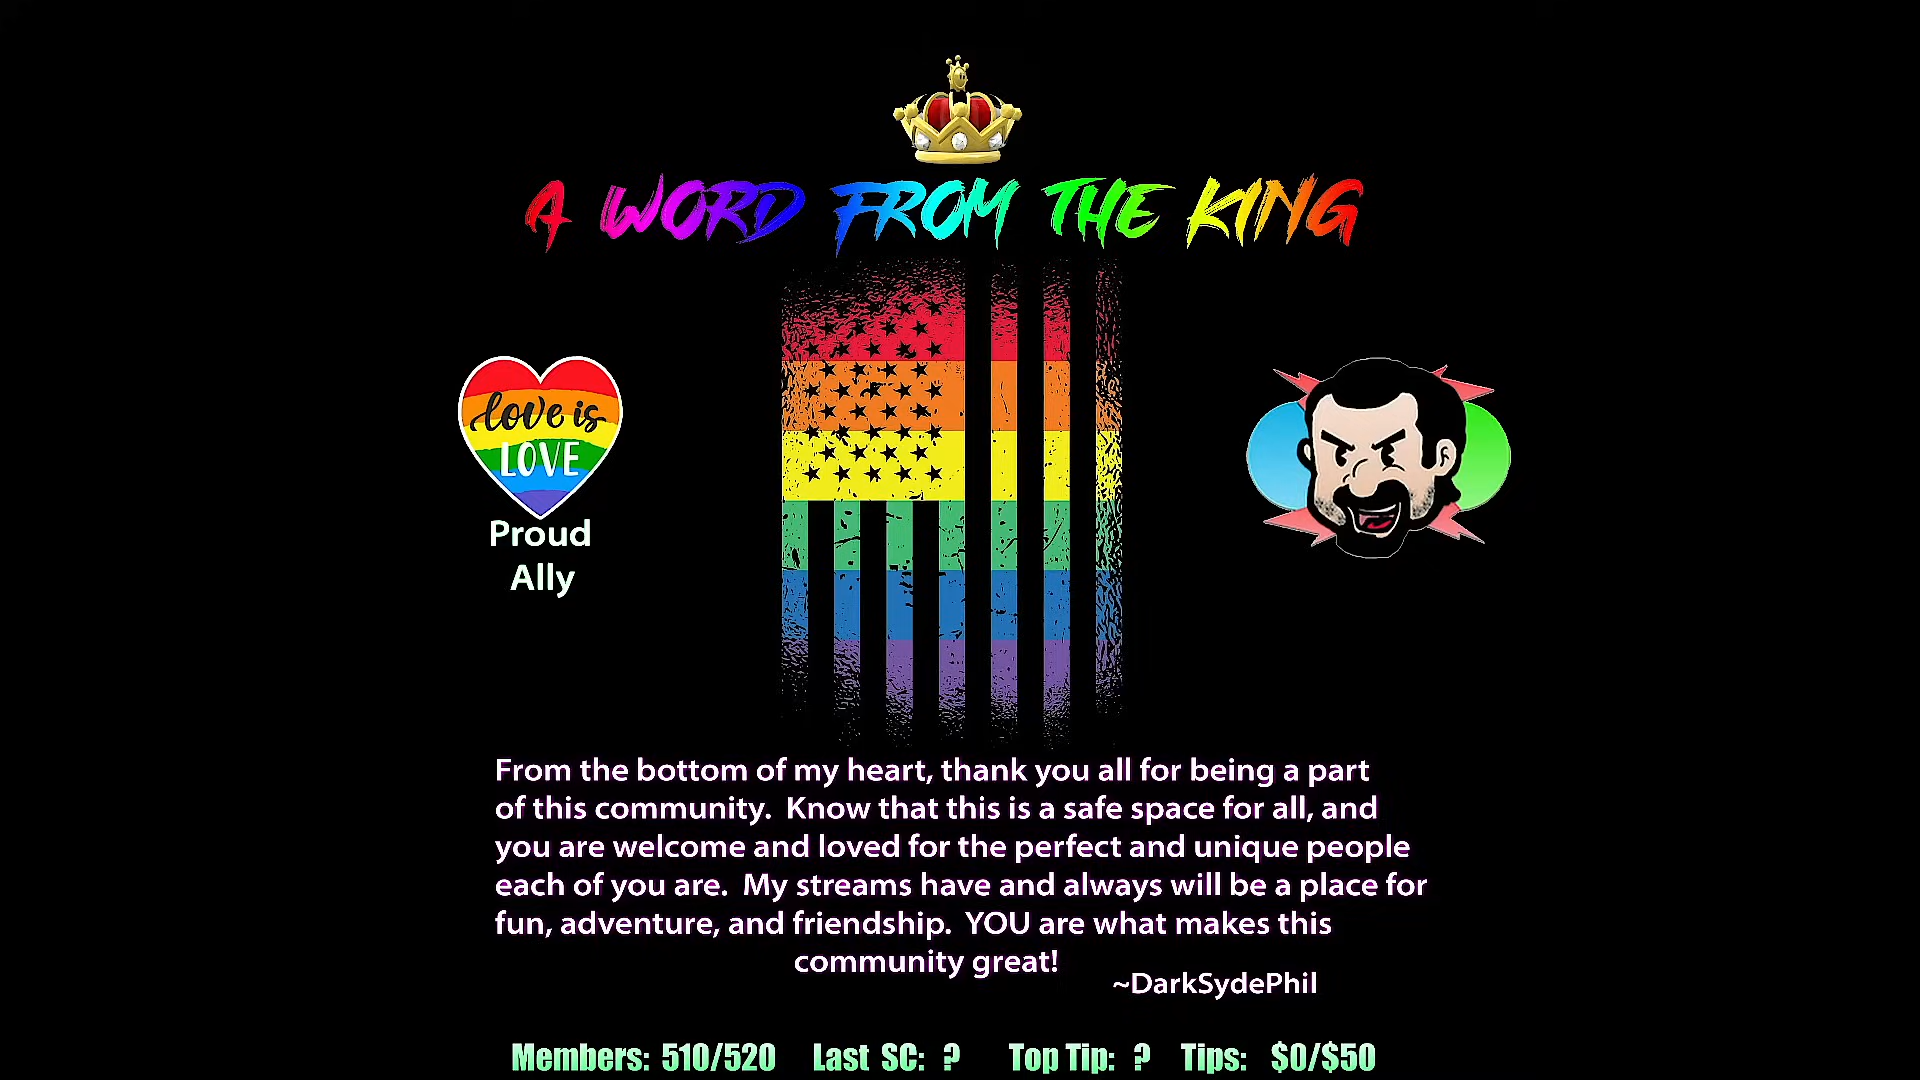 A WORD FROM THE KING
love is
LOVE
Proud
Ally
From the bottom of my heart, thank you all for being a part
of this community.  Know that this is a safe space for all, and
you are welcome and loved for the perfect and unique people
each of you are.  My streams have and always will be a place for
fun, adventure, and friendship.  YOU are what makes this
community great!
~DarkSydePhil
Members: 510/520 Last SC: ? Top Tip: ? Tips: $0/$50